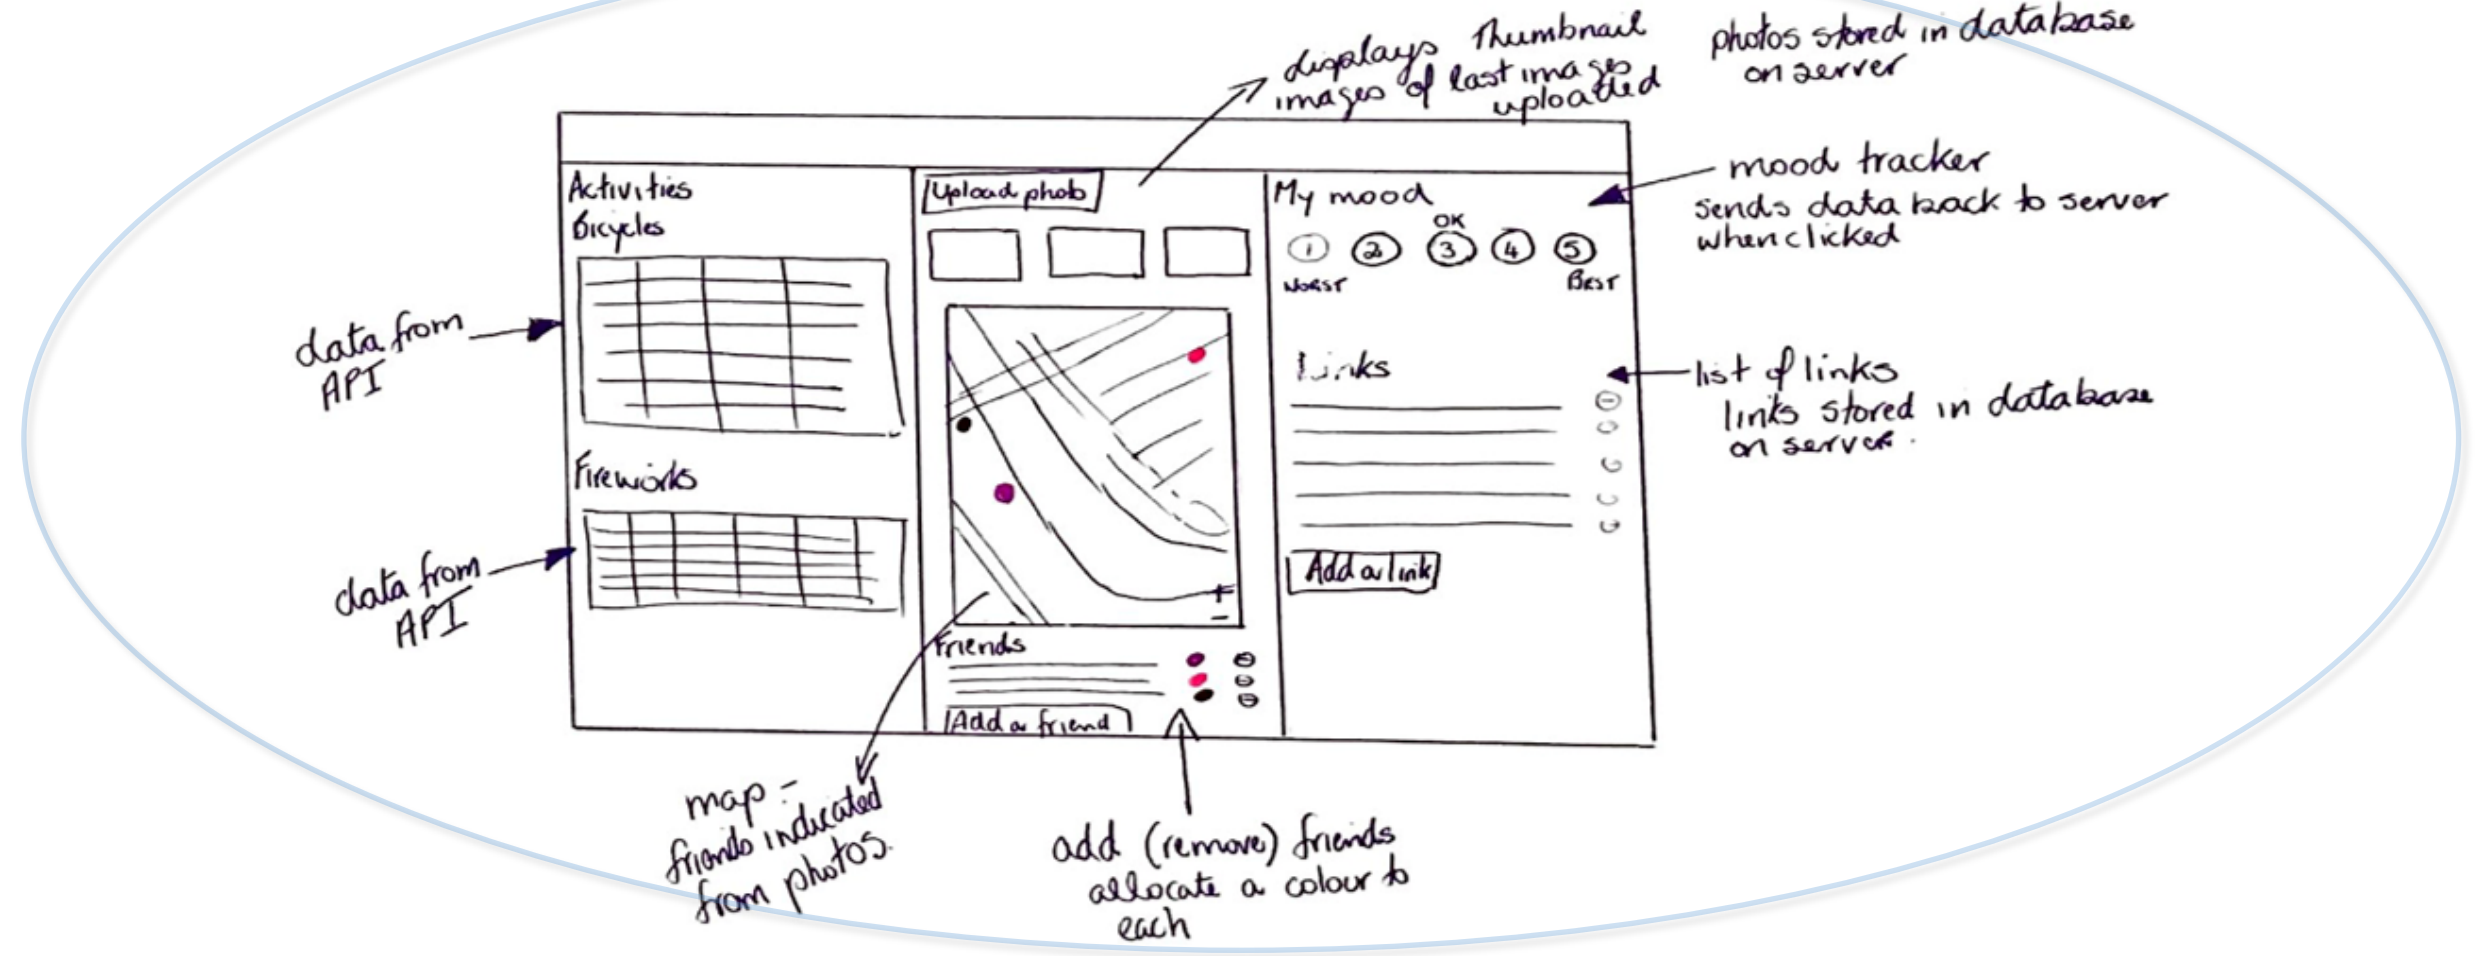 displays Thumbnail
images of last images
uploaded
photos stored in database
on server
Activities
Bicycles
Upload photo
My mood
OK
1 2 3 4 5
WORST
BEST
mood tracker
sends data back to server
when clicked
data from
API
Links
list of links
links stored in database
on server.
Fireworks
data from
API
Add a link
+
-
Friends
Add a friend
map -
friends indicated
from photos.
add (remove) friends
allocate a colour to
each